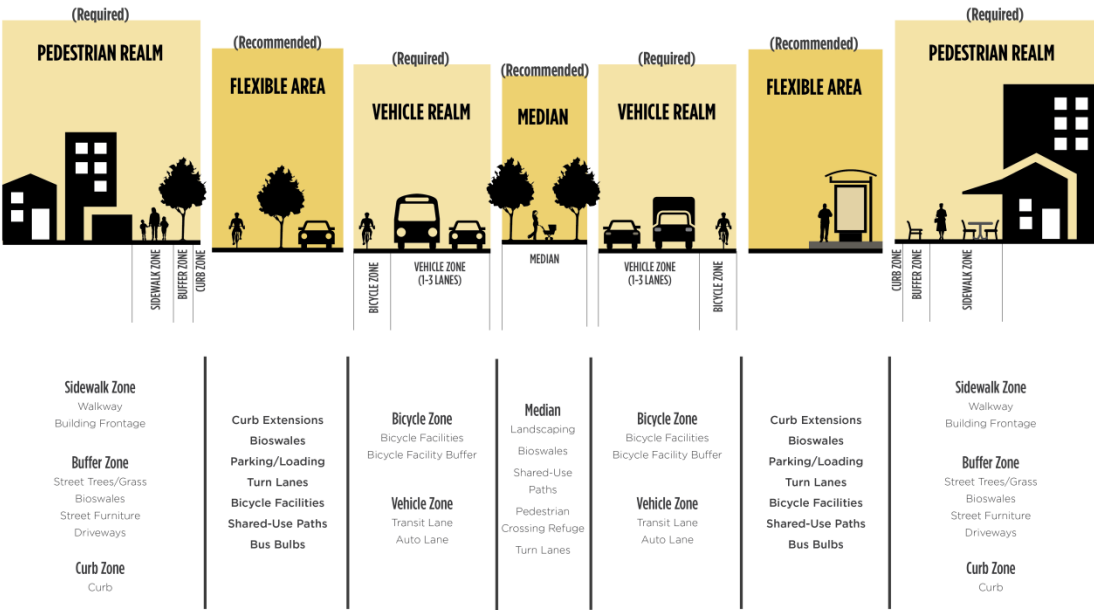 (Required)
PEDESTRIAN REALM
(Recommended)
FLEXIBLE AREA
(Required)
VEHICLE REALM
(Recommended)
MEDIAN
(Required)
VEHICLE REALM
(Recommended)
FLEXIBLE AREA
(Required)
PEDESTRIAN REALM
SIDEWALK ZONE
BUFFER ZONE
CURB ZONE
BICYCLE ZONE
VEHICLE ZONE
(1-3 LANES)
MEDIAN
VEHICLE ZONE
(1-3 LANES)
BICYCLE ZONE
CURB ZONE
BUFFER ZONE
SIDEWALK ZONE
Sidewalk Zone
Walkway
Building Frontage
Buffer Zone
Street Trees/Grass
Bioswales
Street Furniture
Driveways
Curb Zone
Curb
Curb Extensions
Bioswales
Parking/Loading
Turn Lanes
Bicycle Facilities
Shared-Use Paths
Bus Bulbs
Bicycle Zone
Bicycle Facilities
Bicycle Facility Buffer
Vehicle Zone
Transit Lane
Auto Lane
Median
Landscaping
Bioswales
Shared-Use
Paths
Pedestrian
Crossing Refuge
Turn Lanes
Bicycle Zone
Bicycle Facilities
Bicycle Facility Buffer
Vehicle Zone
Transit Lane
Auto Lane
Curb Extensions
Bioswales
Parking/Loading
Turn Lanes
Bicycle Facilities
Shared-Use Paths
Bus Bulbs
Sidewalk Zone
Walkway
Building Frontage
Buffer Zone
Street Trees/Grass
Bioswales
Street Furniture
Driveways
Curb Zone
Curb